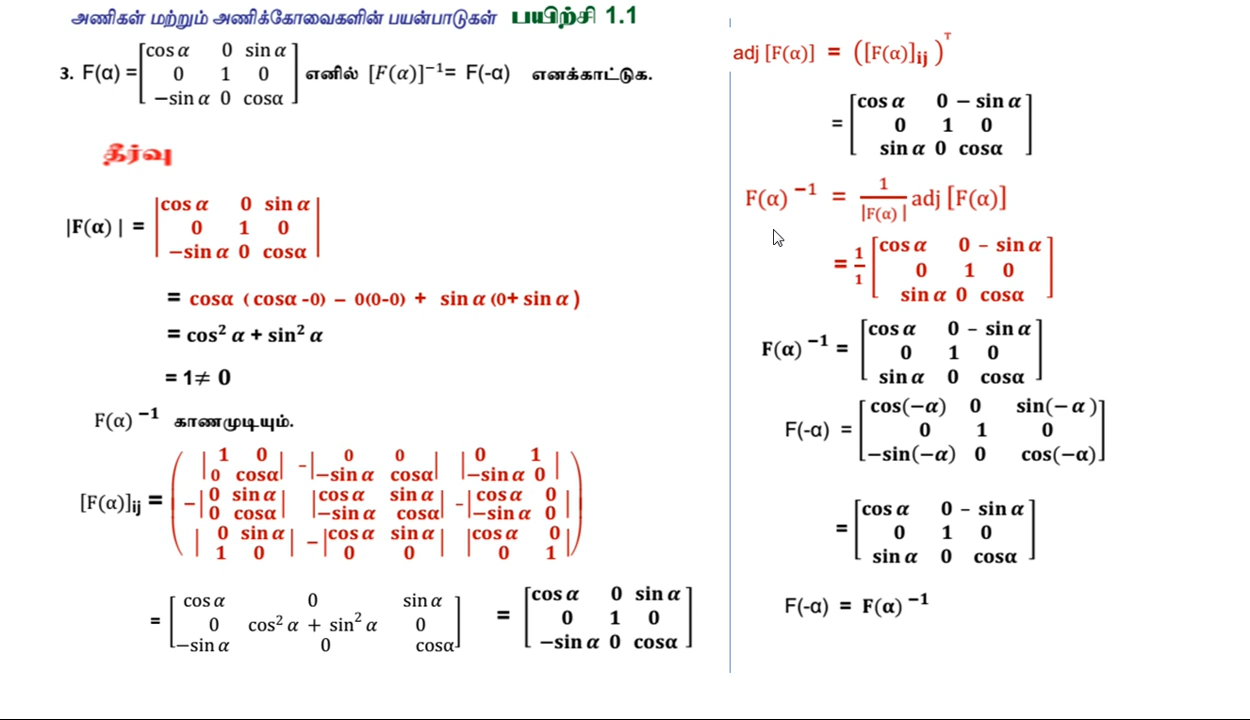 அணிகள் மற்றும் அணிக்கோவைகளின் பயன்பாடுகள் பயிற்சி 1.1
3. F(α) = [cos α 0 sin α
0 1 0
−sin α 0 cosα] எனில் [F(α)]⁻¹= F(-α) எனக்காட்டுக.
தீர்வு
|F(α) | = |cos α 0 sin α
0 1 0
−sin α 0 cosα|
= cosα ( cosα -0) − 0(0-0) + sin α (0+ sin α )
= cos² α + sin² α
= 1≠ 0
F(α) ⁻¹ காணமுடியும்.
[F(α)]ij = ( |1 0
0 cosα| -|0 0
−sin α cosα| |0 1
−sin α 0|
−|0 sin α
0 cosα| |cos α sin α
−sin α cosα| -|cos α 0
−sin α 0|
|0 sin α
1 0| −|cos α sin α
0 0| |cos α 0
0 1| )
= [cos α 0 sin α
0 cos² α + sin² α 0
−sin α 0 cosα] = [cos α 0 sin α
0 1 0
−sin α 0 cosα]
adj [F(α)] = ([F(α)]ij )ᵀ
= [cos α 0 − sin α
0 1 0
sin α 0 cosα]
F(α) ⁻¹ = 1/|F(α) | adj [F(α)]
= 1/1 [cos α 0 - sin α
0 1 0
sin α 0 cosα]
F(α) ⁻¹ = [cos α 0 - sin α
0 1 0
sin α 0 cosα]
F(-α) = [cos(−α) 0 sin(−α )
0 1 0
−sin(−α) 0 cos(−α)]
= [cos α 0 - sin α
0 1 0
sin α 0 cosα]
F(-α) = F(α) ⁻¹